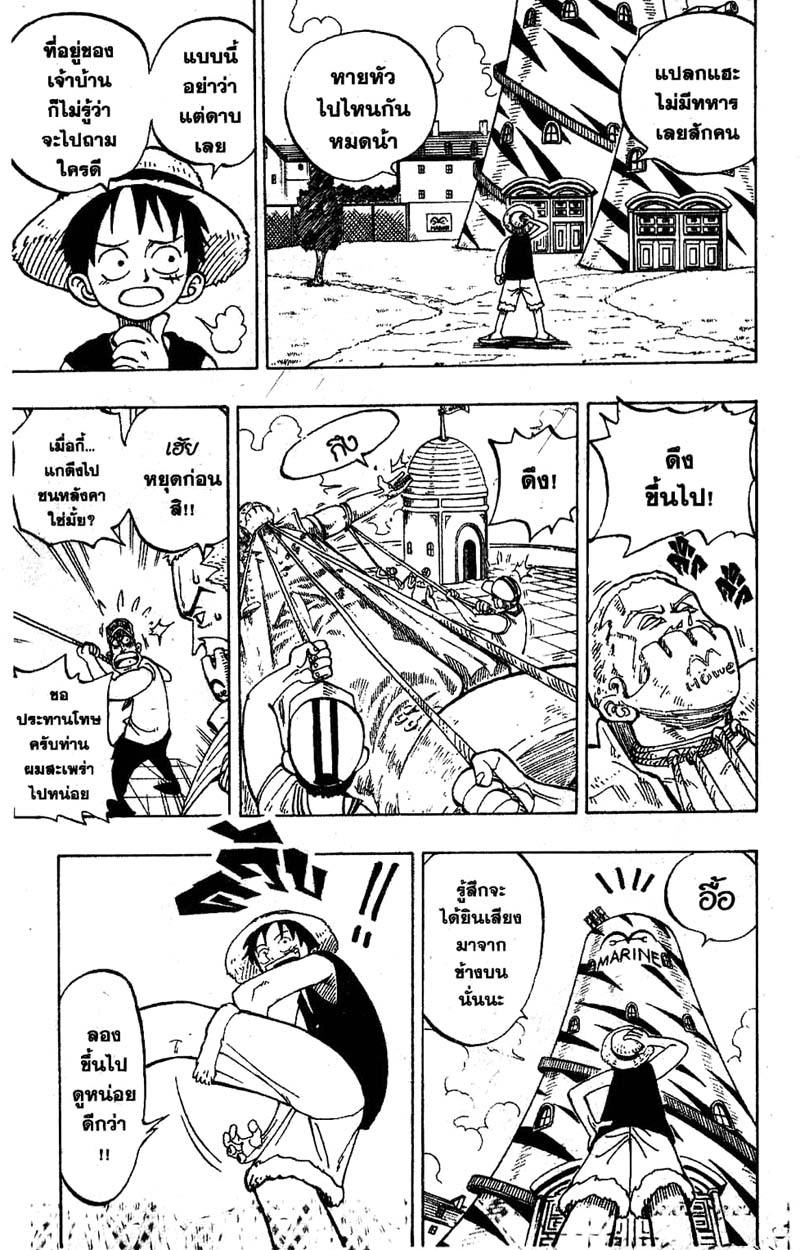 แปลกแฮะ
ไม่มีทหาร
เลยสักคน
หายหัว
ไปไหนกัน
หมดน้า
แบบนี้
อย่าว่า
แต่ดาบ
เลย
ที่อยู่ของ
เจ้าบ้าน
ก็ไม่รู้ว่า
จะไปถาม
ใครดี
ดึง
ขึ้นไป!
ฮึ่ก
ดึง!
กึง
เฮ้ย
หยุดก่อน
สิ!!
เมื่อกี้...
แกดึงไป
ชนหลังคา
ใช่มั้ย?
ขอ
ประทานโทษ
ครับท่าน
ผมสะเพร่า
ไปหน่อย
อื้อ
รู้สึกจะ
ได้ยินเสียง
มาจาก
ข้างบน
นั่นนะ
MARINE
!!
ลอง
ขึ้นไป
ดูหน่อย
ดีกว่า
!!